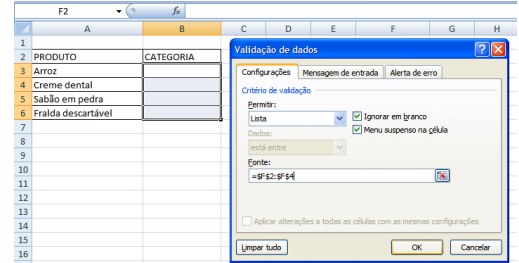 F2 fx
A B C D E F G H
1
2 PRODUTO CATEGORIA
3 Arroz
4 Creme dental
5 Sabão em pedra
6 Fralda descartável
7
8
9
10
11
12
13
14
15
16
Validação de dados
Configurações Mensagem de entrada Alerta de erro
Critério de validação
Permitir:
Lista Ignorar em branco
Dados: Menu suspenso na célula
está entre
Fonte:
=$F$2:$F$4
Aplicar alterações a todas as células com as mesmas configurações
Limpar tudo OK Cancelar